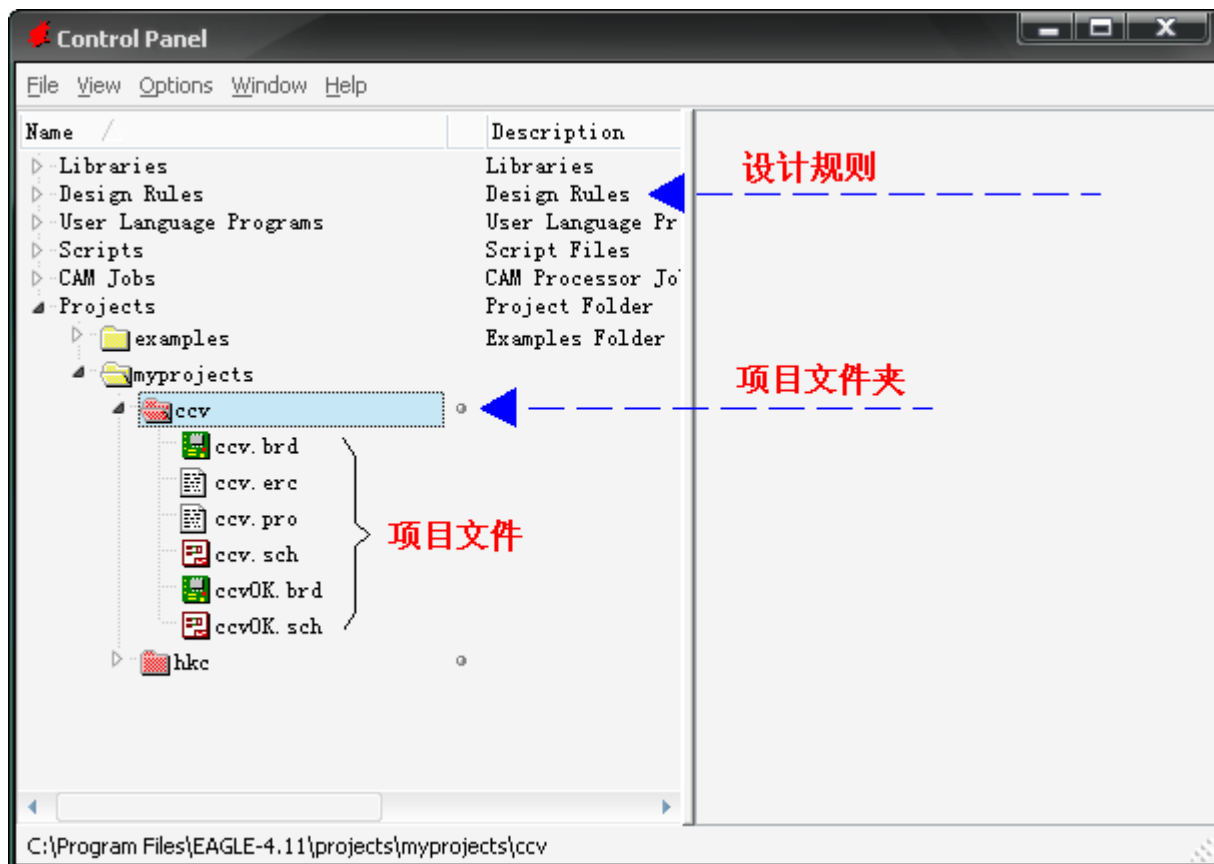 Control Panel
File View Options Window Help
Name Description
Libraries Libraries
设计规则
Design Rules Design Rules
User Language Programs User Language Pr
Scripts Script Files
CAM Jobs CAM Processor Jo
Projects Project Folder
examples Examples Folder
myprojects
项目文件夹
ccv
ccv.brd
ccv.erc
ccv.pro
项目文件
ccv.sch
ccvOK.brd
ccvOK.sch
hkc
C:\Program Files\EAGLE-4.11\projects\myprojects\ccv